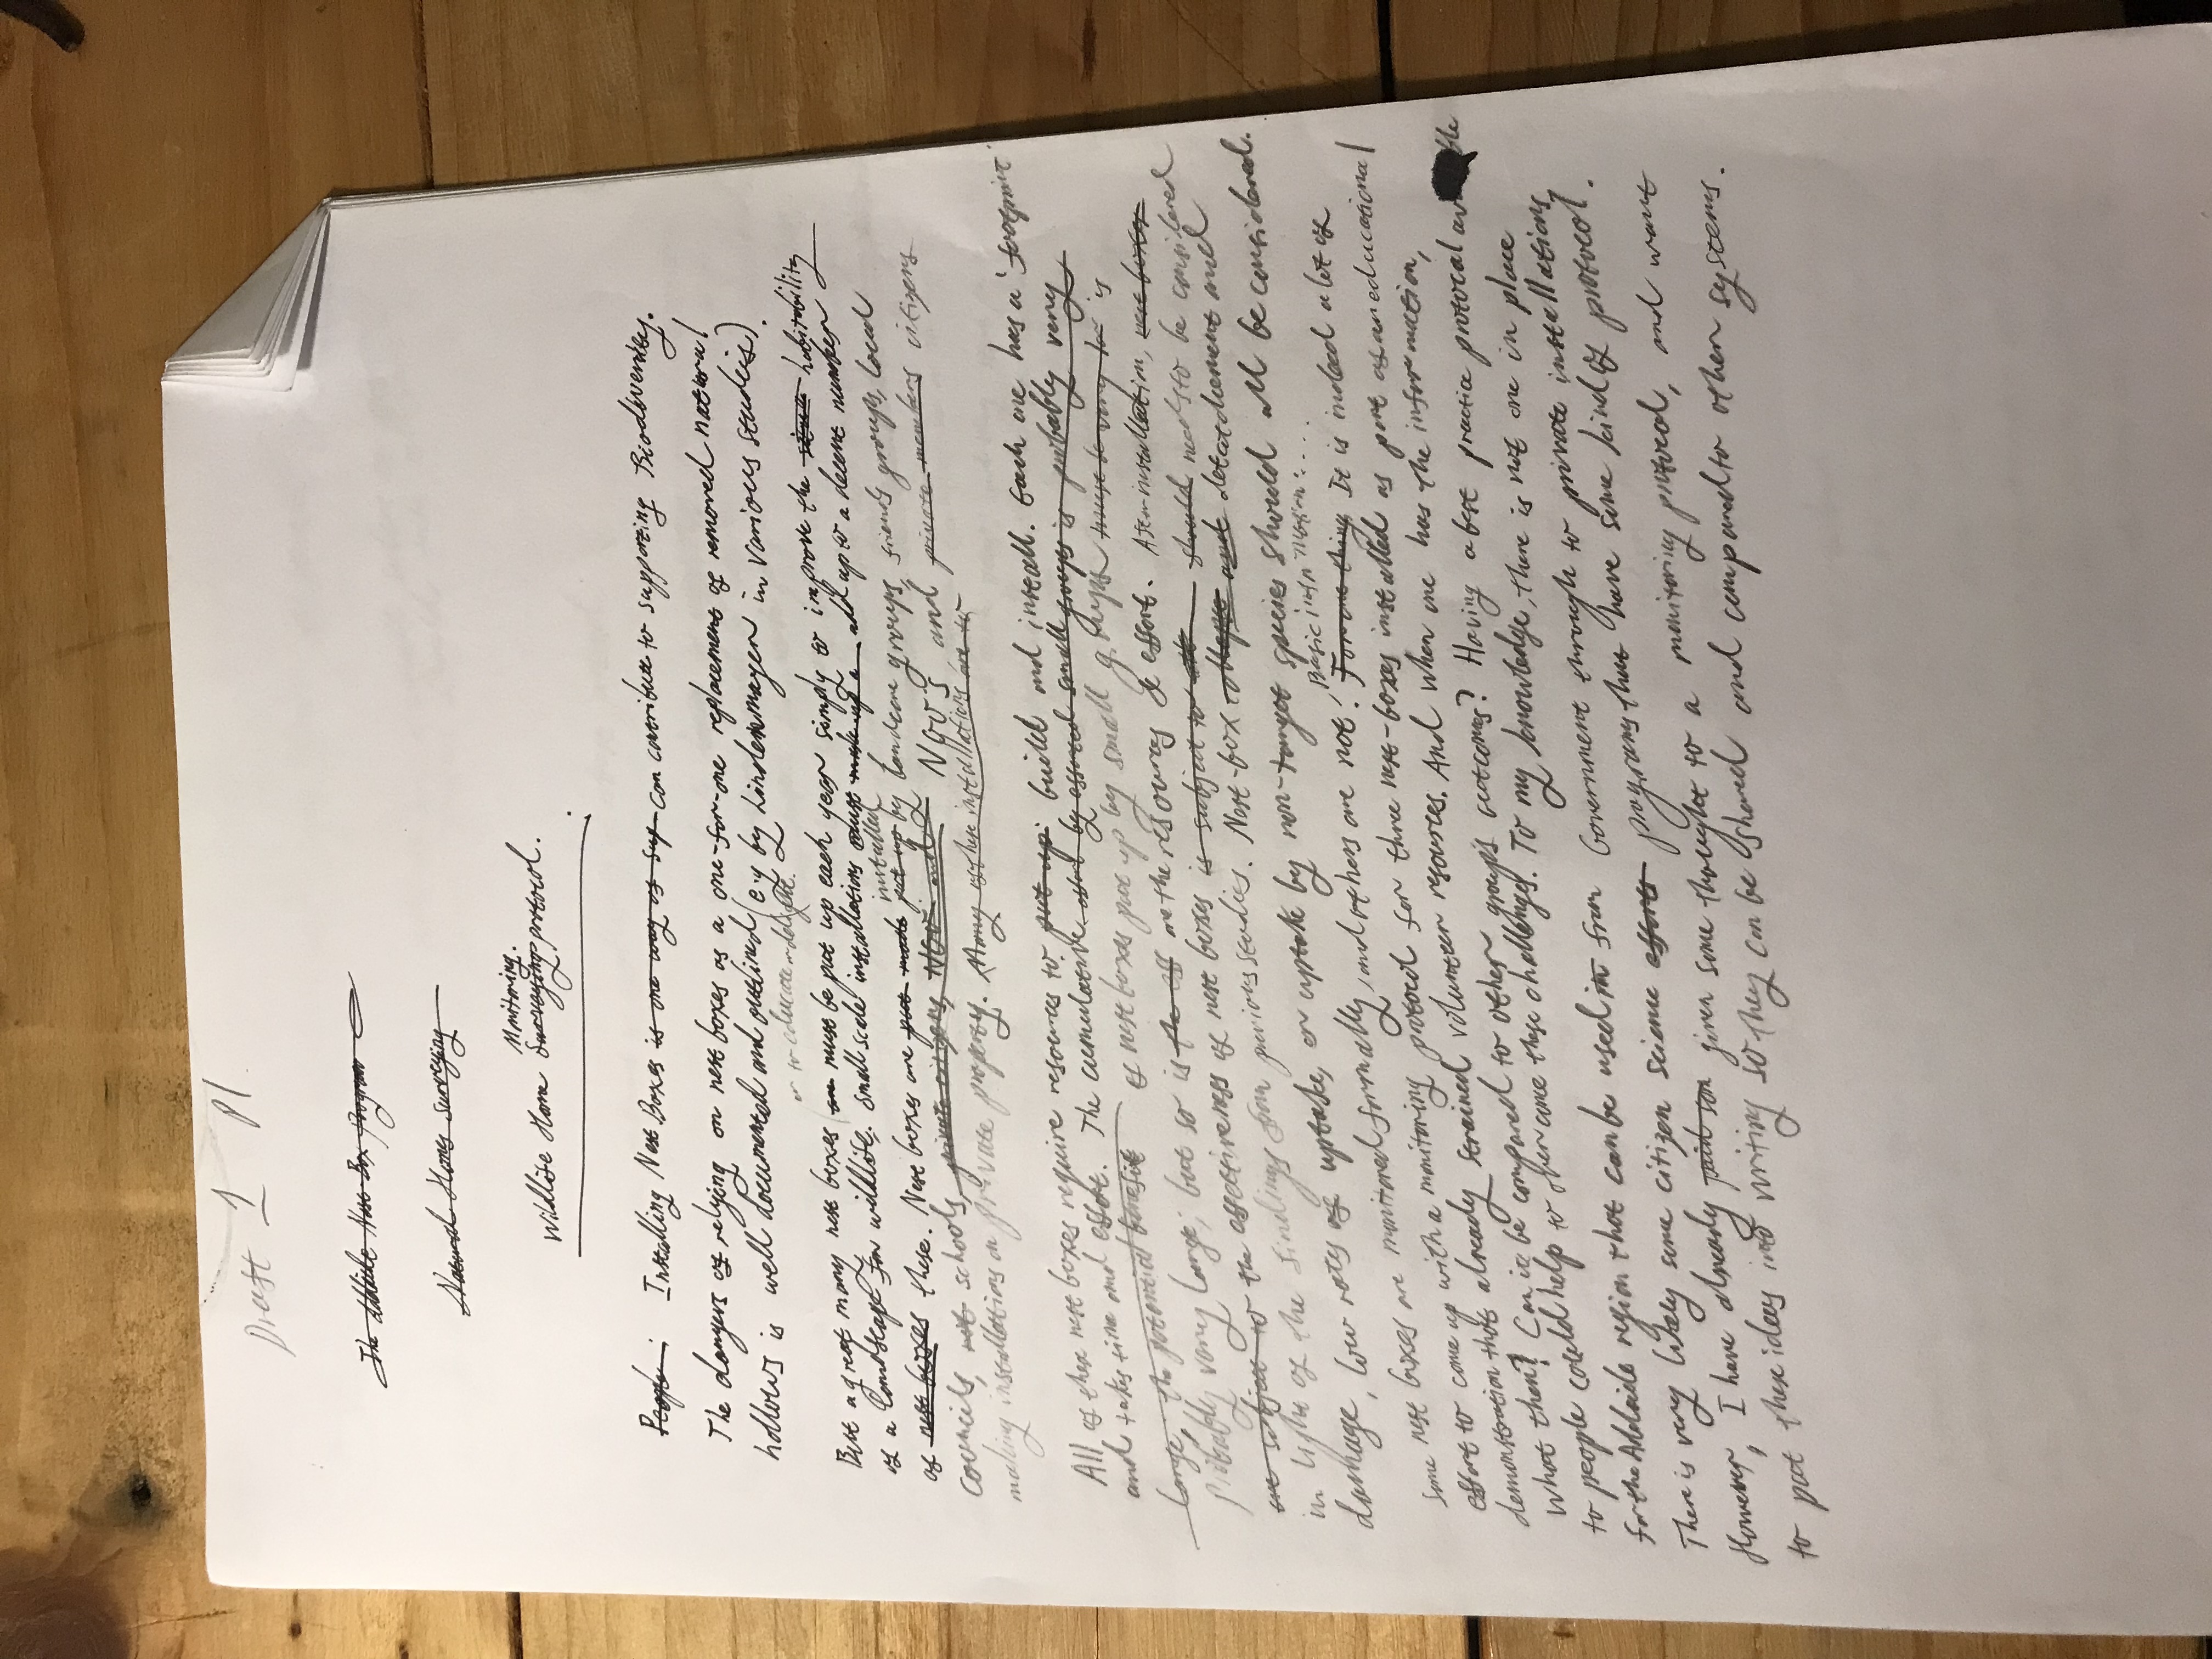 Draft 1 P1
The Adelaide Nest Box Program
Natural Homes Surveying
Monitoring.
Wildlife Home Surveying protocol.
People: Installing Nest Boxes is one way of sup can contribute to supporting Biodiversity.
The dangers of relying on nest boxes as a one-for-one replacement of removed natural
hollows is well documented and outlined (e.g by Lindenmayer in various studeis).
or to educate or delight.
But a great many nest boxes are must be put up each year simply to improve the habitability
of a landscape for wildlife. Small scale installations must make up a add up to a decent number
installed
of nest boxes these. Nest boxes are put made put up by landcare groups, friends groups, local
councils, not schools, private citizens, NGO and NGO's, and private members citizens
making installations on private property. Many of these installations are to
All of these nest boxes require resources to put up: build and install. Each one has a 'footprint'
and takes time and effort. The cumulative effort by assorted small groups is probably very
large, the potential benefit of nest boxes put up by small groups must be very lar is
probably very large; but so is the eff are the resources & effort. After installation, nest boxes
are subject to the effectiveness of nest boxes is subject to should needs to be considered
in light of the findings from purious studies. Nest-box collapse and detatchement and
damage, low rates of uptake, or uptake by non-target species should all be considered.
Basic information: ....
Some nest boxes are monitored formally, and others are not. For one thing It is indeed a lot of
effort to come up with a monitoring protocol for three nest-boxes installed as part of an educational
demonstration that already strained volunteer resources. And when one has the information,
What then? Can it be compared to other groups outcomes? Having a best practice protocol available
to people could help to overcome these challenges. To my knowledge, there is not one in place
for the Adelaide region that can be used in from Government through to private installations.
There is very likely some citizen science efforts programs that have some kind of protocol.
However, I have already paid som given some thought to a monitoring protocol, and want
to put these ideas into writing so they can be shared and compared to other systems.